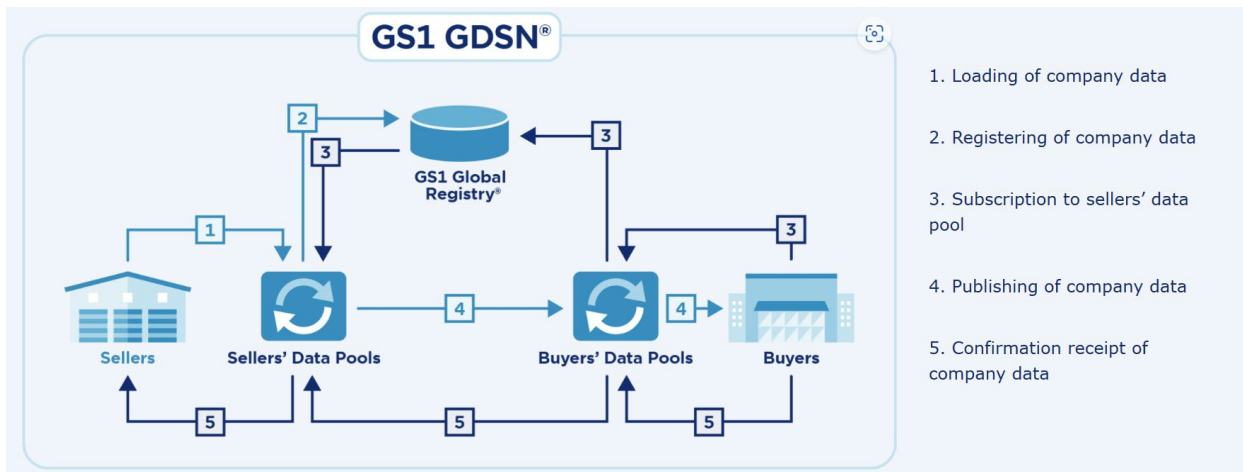 GS1 GDSN®
2
3
3
GS1 Global
Registry®
1
3
4
4
Sellers
Sellers' Data Pools
Buyers' Data Pools
Buyers
5
5
5
1. Loading of company data
2. Registering of company data
3. Subscription to sellers' data
pool
4. Publishing of company data
5. Confirmation receipt of
company data